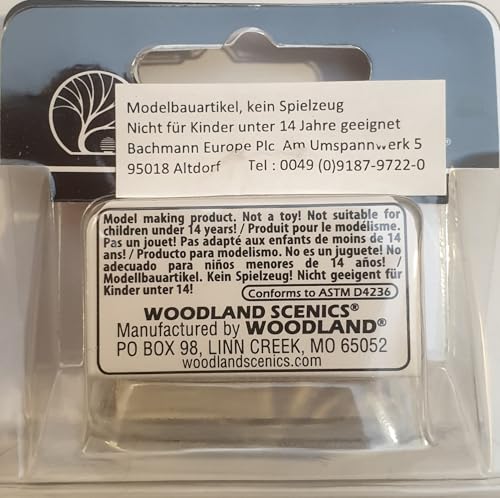 Modelbauartikel, kein Spielzeug
Nicht für Kinder unter 14 Jahre geeignet
Bachmann Europe Plc Am Umspannwerk 5
95018 Altdorf Tel : 0049 (0)9187-9722-0
Model making product. Not a toy! Not suitable for
children under 14 years! / Produit pour le modélisme.
Pas un jouet! Pas adapté aux enfants de moins de 14
ans! / Producto para modelismo. No es un juguete! No
adecuado para niños menores de 14 años! /
Modellbauartikel. Kein Spielzeug! Nicht geeigent für
Kinder unter 14!
Conforms to ASTM D4236
WOODLAND SCENICS®
Manufactured by WOODLAND®
PO BOX 98, LINN CREEK, MO 65052
woodlandscenics.com